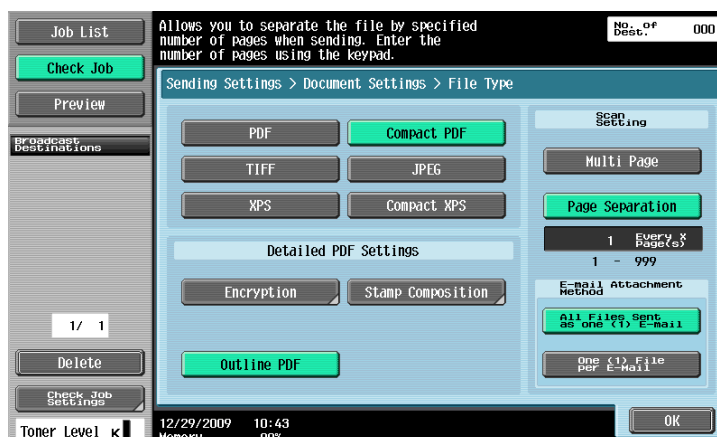 Job List
Check Job
Preview
Broadcast
Destinations
1/ 1
Delete
Check Job
Settings
Toner Level K
Allows you to separate the file by specified
number of pages when sending. Enter the
number of pages using the keypad.
No. of
Dest.
000
Sending Settings > Document Settings > File Type
PDF
Compact PDF
TIFF
JPEG
XPS
Compact XPS
Detailed PDF Settings
Encryption
Stamp Composition
Outline PDF
Scan
Setting
Multi Page
Page Separation
1 Every X
Page(s)
1 - 999
E-mail Attachment
Method
All Files Sent
as one (1) E-mail
One (1) File
per E-Mail
OK
12/29/2009 10:43
Memory 99%